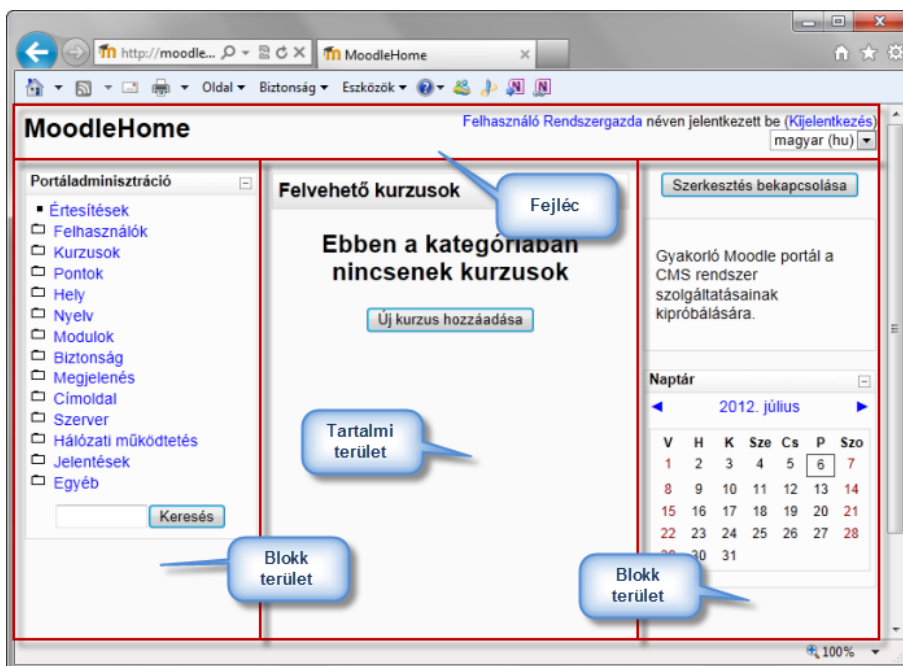 http://moodle...
MoodleHome
Oldal
Biztonság
Eszközök
MoodleHome
Felhasználó Rendszergazda néven jelentkezett be (Kijelentkezés)
magyar (hu)
Portáladminisztráció
Értesítések
Felhasználók
Kurzusok
Pontok
Hely
Nyelv
Modulok
Biztonság
Megjelenés
Címoldal
Szerver
Hálózati működtetés
Jelentések
Egyéb
Keresés
Blokk
terület
Felvehető kurzusok
Fejléc
Ebben a kategóriában
nincsenek kurzusok
Új kurzus hozzáadása
Tartalmi
terület
Szerkesztés bekapcsolása
Gyakorló Moodle portál a
CMS rendszer
szolgáltatásainak
kipróbálására.
Naptár
2012. július
V H K Sze Cs P Szo
1 2 3 4 5 6 7
8 9 10 11 12 13 14
15 16 17 18 19 20 21
22 23 24 25 26 27 28
30 31
Blokk
terület
100%